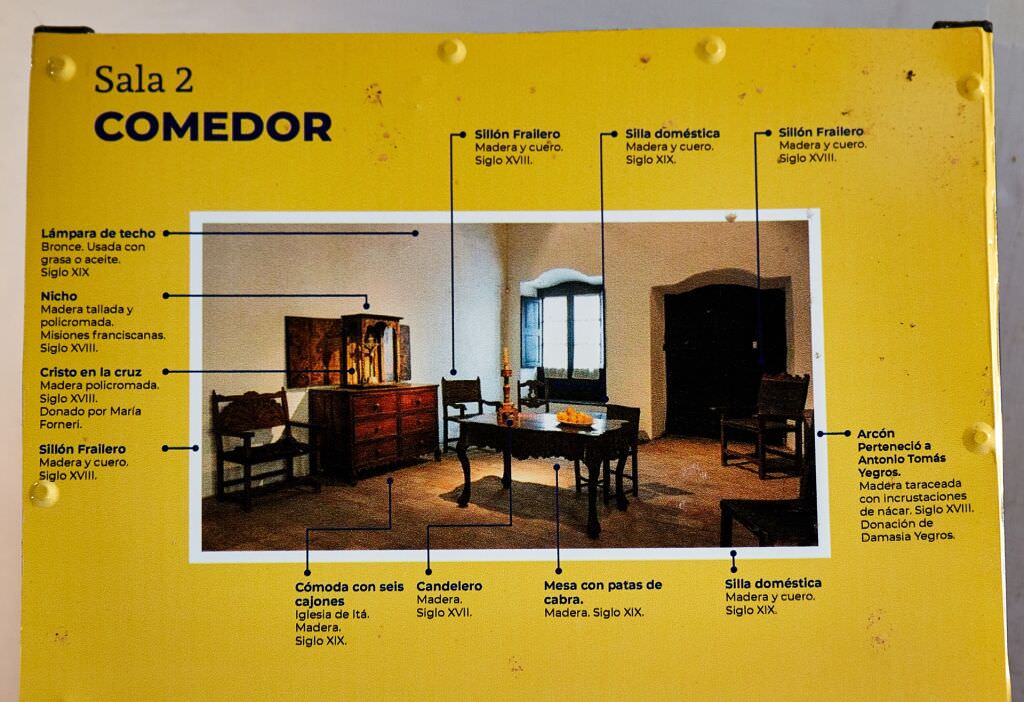 Sala 2
COMEDOR
Sillón Frailero
Madera y cuero.
Siglo XVIII.
Silla doméstica
Madera y cuero.
Siglo XIX.
Sillón Frailero
Madera y cuero.
Siglo XVIII.
Lámpara de techo
Bronce. Usada con
grasa o aceite.
Siglo XIX
Nicho
Madera tallada y
policromada.
Misiones franciscanas.
Siglo XVIII.
Cristo en la cruz
Madera policromada.
Siglo XVIII.
Donado por María
Forneri.
Sillón Frailero
Madera y cuero.
Siglo XVIII.
Arcón
Perteneció a
Antonio Tomás
Yegros.
Madera taraceada
con incrustaciones
de nácar. Siglo XVIII.
Donación de
Damasia Yegros.
Cómoda con seis
cajones
Iglesia de Itá.
Madera.
Siglo XIX.
Candelero
Madera.
Siglo XVII.
Mesa con patas de
cabra.
Madera. Siglo XIX.
Silla doméstica
Madera y cuero.
Siglo XIX.